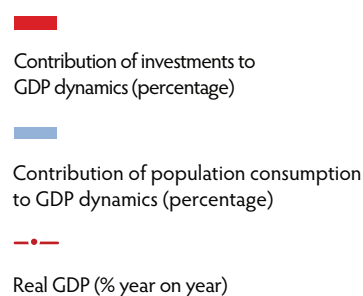 Contribution of investments to
GDP dynamics (percentage)
Contribution of population consumption
to GDP dynamics (percentage)
Real GDP (% year on year)